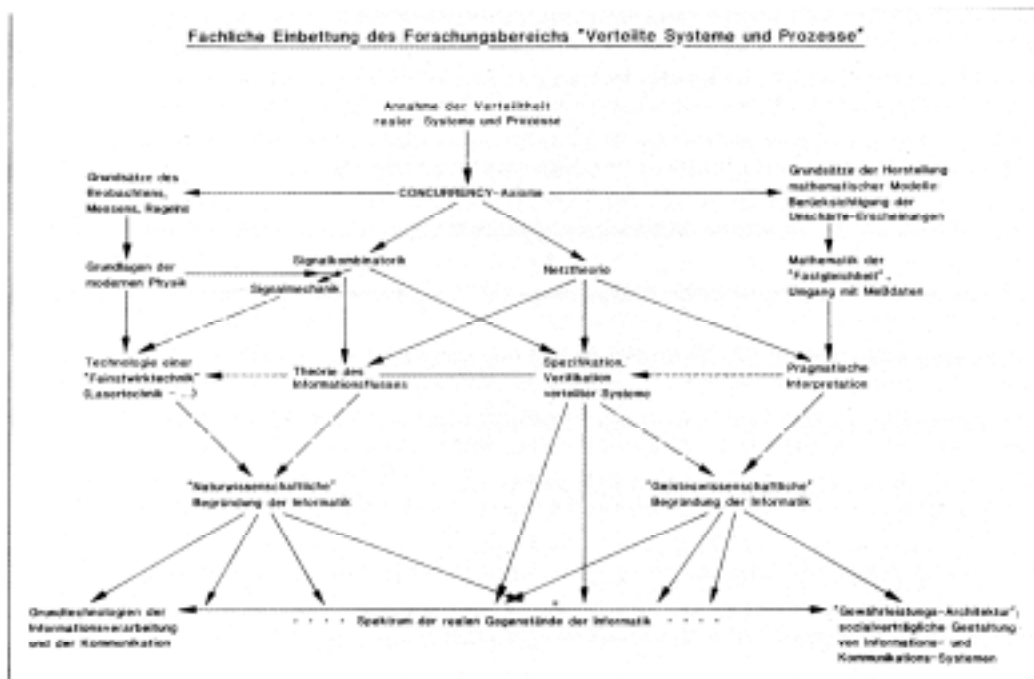 Fachliche Einbettung des Forschungsbereichs "Verteilte Systeme und Prozesse"
Annahme der Verteiltheit
realer Systeme und Prozesse
Grundsätze des
Beobachtens,
Messens, Regelns
CONCURRENCY-Axiome
Grundsätze der Herstellung
mathematischer Modelle:
Berücksichtigung der
Unschärfe-Erscheinungen
Grundlagen der
modernen Physik
Signalkombinatorik
Signalmechanik
Netztheorie
Mathematik der
"Fastgleichheit",
Umgang mit Meßdaten
Technologie einer
"Feinstwirktechnik"
(Lasertechnik - ...)
Theorie des
Informationsflusses
Spezifikation,
Verifikation
verteilter Systeme
Pragmatische
Interpretation
"Naturwissenschaftliche"
Begründung der Informatik
"Geisteswissenschaftliche"
Begründung der Informatik
Grundtechnologien der
Informationsverarbeitung
und der Kommunikation
· · · · Spektrum der realen Gegenstände der Informatik · · · · ·
"Gewährleistungs-Architektur";
sozialverträgliche Gestaltung
von Informations- und
Kommunikations-Systemen